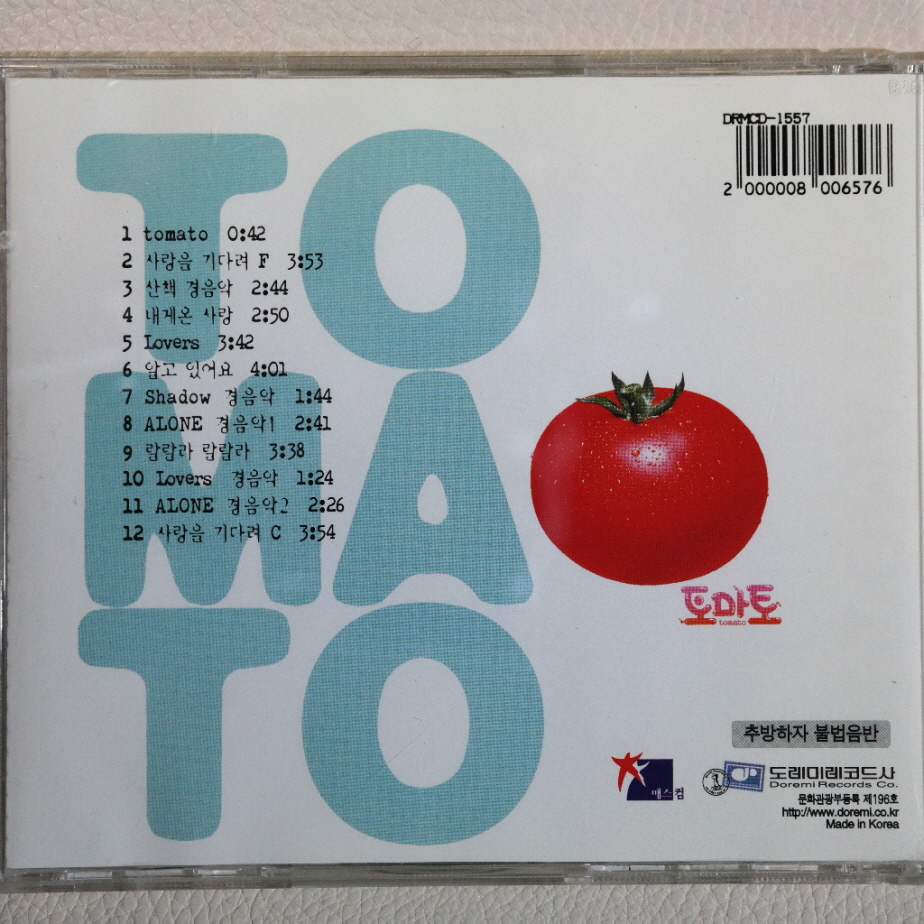 TO
MA
TO
DRMCD-1557
2 000008 006576
1 tomato 0:42
2 사랑을 기다려 F 3:53
3 산책 경음악 2:44
4 내게온 사랑 2:50
5 Lovers 3:42
6 알고 있어요 4:01
7 Shadow 경음악 1:44
8 ALONE 경음악1 2:41
9 랄랄라 랄랄라 3:38
10 Lovers 경음악 1:24
11 ALONE 경음악2 2:26
12 사랑을 기다려 C 3:54
토마토
tomato
추방하자 불법음반
매스컴
도레미레코드사
Doremi Records Co.
문화관광부등록 제196호
http://www.doremi.co.kr
Made in Korea